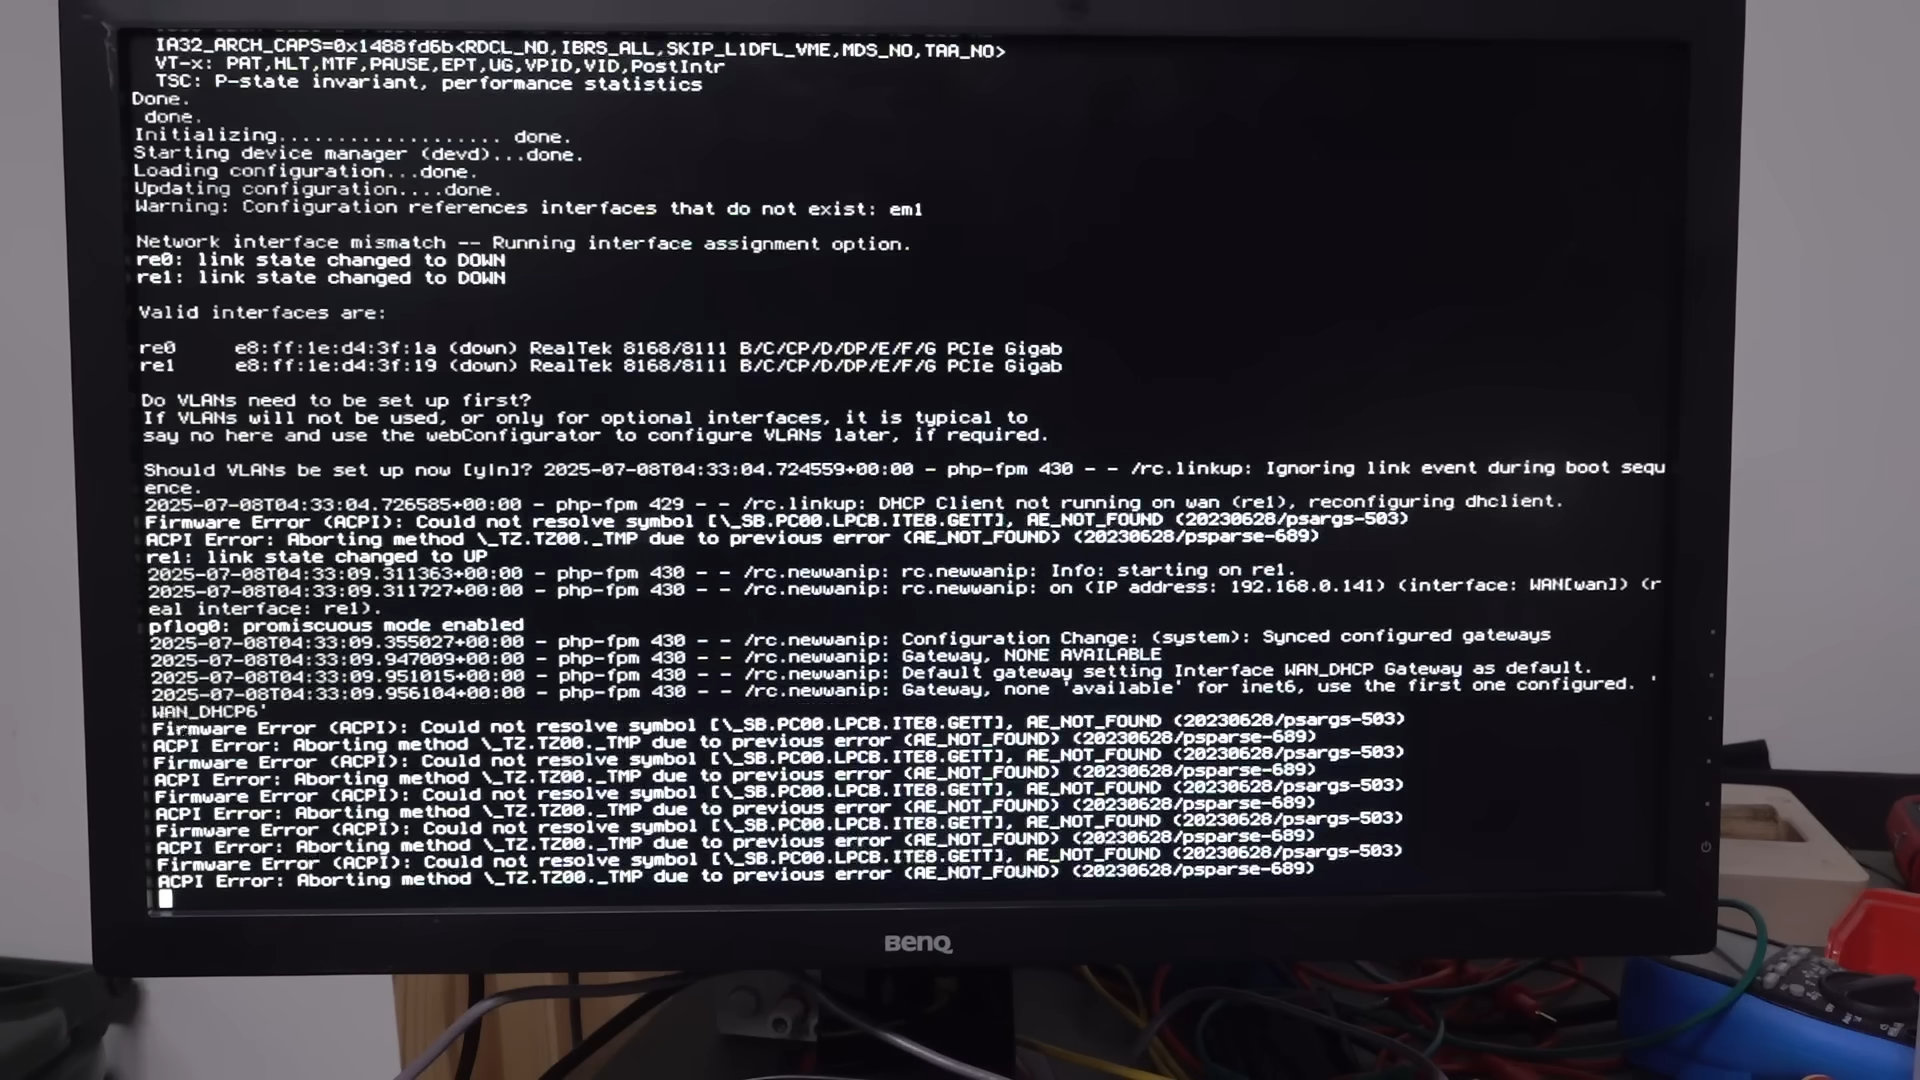 IA32_ARCH_CAPS=0x1488fd6b<RDCL_NO,IBRS_ALL,SKIP_L1DFL_VME,MDS_NO,TAA_NO>
VT-x: PAT,HLT,MTF,PAUSE,EPT,UG,VPID,VID,PostIntr
TSC: P-state invariant, performance statistics
Done.
done.
Initializing................... done.
Starting device manager (devd)...done.
Loading configuration...done.
Updating configuration....done.
Warning: Configuration references interfaces that do not exist: em1
Network interface mismatch -- Running interface assignment option.
re0: link state changed to DOWN
re1: link state changed to DOWN
Valid interfaces are:
re0 e8:ff:1e:d4:3f:1a (down) RealTek 8168/8111 B/C/CP/D/DP/E/F/G PCIe Gigab
re1 e8:ff:1e:d4:3f:19 (down) RealTek 8168/8111 B/C/CP/D/DP/E/F/G PCIe Gigab
Do VLANs need to be set up first?
If VLANs will not be used, or only for optional interfaces, it is typical to
say no here and use the webConfigurator to configure VLANs later, if required.
Should VLANs be set up now [y|n]? 2025-07-08T04:33:04.724559+00:00 - php-fpm 430 - - /rc.linkup: Ignoring link event during boot sequ
ence.
2025-07-08T04:33:04.726585+00:00 - php-fpm 429 - - /rc.linkup: DHCP Client not running on wan (re1), reconfiguring dhclient.
Firmware Error (ACPI): Could not resolve symbol [\_SB.PC00.LPCB.ITE8.GETT], AE_NOT_FOUND (20230628/psargs-503)
ACPI Error: Aborting method \_TZ.TZ00._TMP due to previous error (AE_NOT_FOUND) (20230628/psparse-689)
re1: link state changed to UP
2025-07-08T04:33:09.311363+00:00 - php-fpm 430 - - /rc.newwanip: rc.newwanip: Info: starting on re1.
2025-07-08T04:33:09.311727+00:00 - php-fpm 430 - - /rc.newwanip: rc.newwanip: on (IP address: 192.168.0.141) (interface: WAN[wan]) (r
eal interface: re1).
pflog0: promiscuous mode enabled
2025-07-08T04:33:09.355027+00:00 - php-fpm 430 - - /rc.newwanip: Configuration Change: (system): Synced configured gateways
2025-07-08T04:33:09.947009+00:00 - php-fpm 430 - - /rc.newwanip: Gateway, NONE AVAILABLE
2025-07-08T04:33:09.951015+00:00 - php-fpm 430 - - /rc.newwanip: Default gateway setting Interface WAN_DHCP Gateway as default.
2025-07-08T04:33:09.956104+00:00 - php-fpm 430 - - /rc.newwanip: Gateway, none 'available' for inet6, use the first one configured. '
WAN_DHCP6'
Firmware Error (ACPI): Could not resolve symbol [\_SB.PC00.LPCB.ITE8.GETT], AE_NOT_FOUND (20230628/psargs-503)
ACPI Error: Aborting method \_TZ.TZ00._TMP due to previous error (AE_NOT_FOUND) (20230628/psparse-689)
Firmware Error (ACPI): Could not resolve symbol [\_SB.PC00.LPCB.ITE8.GETT], AE_NOT_FOUND (20230628/psargs-503)
ACPI Error: Aborting method \_TZ.TZ00._TMP due to previous error (AE_NOT_FOUND) (20230628/psparse-689)
Firmware Error (ACPI): Could not resolve symbol [\_SB.PC00.LPCB.ITE8.GETT], AE_NOT_FOUND (20230628/psargs-503)
ACPI Error: Aborting method \_TZ.TZ00._TMP due to previous error (AE_NOT_FOUND) (20230628/psparse-689)
Firmware Error (ACPI): Could not resolve symbol [\_SB.PC00.LPCB.ITE8.GETT], AE_NOT_FOUND (20230628/psargs-503)
ACPI Error: Aborting method \_TZ.TZ00._TMP due to previous error (AE_NOT_FOUND) (20230628/psparse-689)
Firmware Error (ACPI): Could not resolve symbol [\_SB.PC00.LPCB.ITE8.GETT], AE_NOT_FOUND (20230628/psargs-503)
ACPI Error: Aborting method \_TZ.TZ00._TMP due to previous error (AE_NOT_FOUND) (20230628/psparse-689)
BenQ